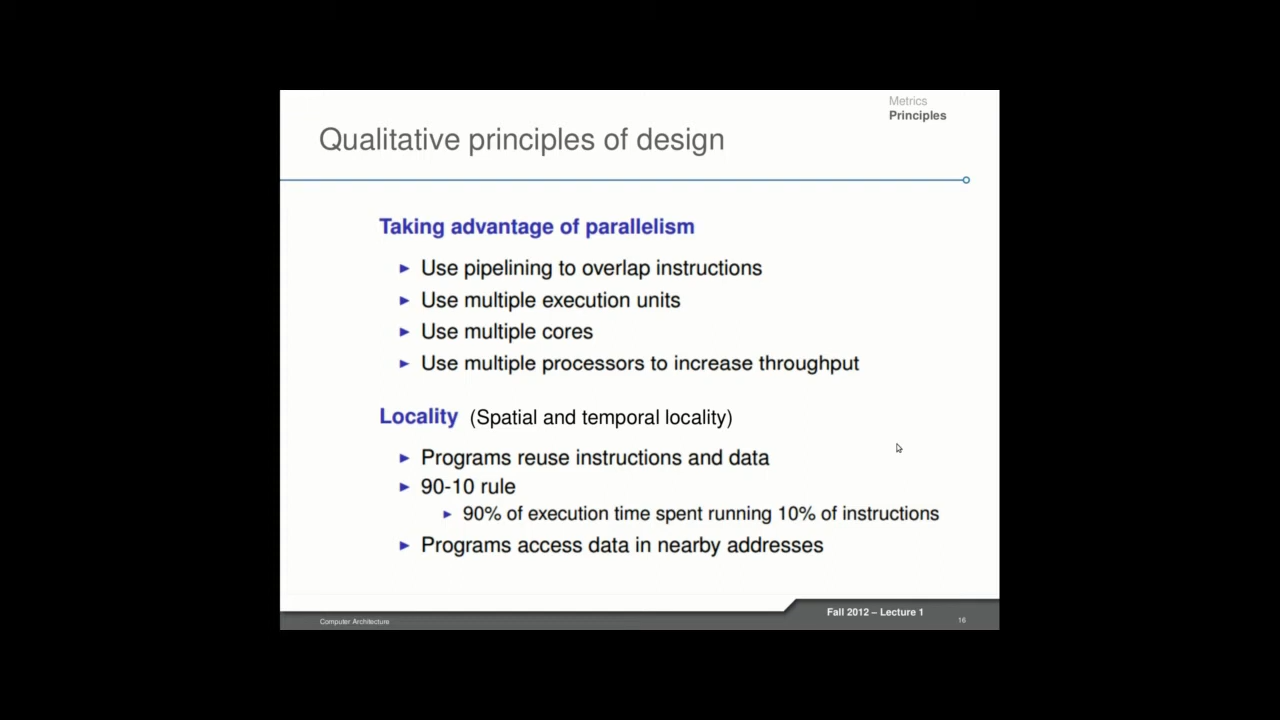 Metrics
Principles
Qualitative principles of design
Taking advantage of parallelism
Use pipelining to overlap instructions
Use multiple execution units
Use multiple cores
Use multiple processors to increase throughput
Locality (Spatial and temporal locality)
Programs reuse instructions and data
90-10 rule
90% of execution time spent running 10% of instructions
Programs access data in nearby addresses
Fall 2012 – Lecture 1
Computer Architecture
16